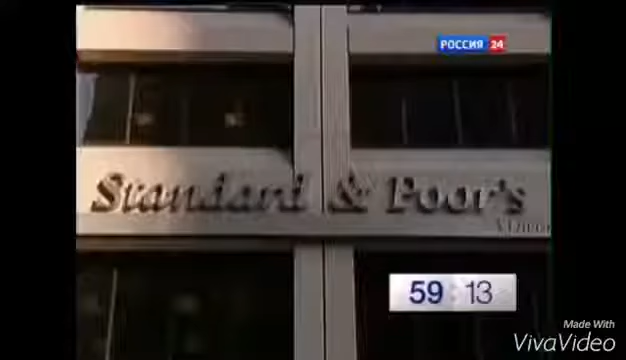 РОССИЯ 24
Standard & Poor's
59 : 13
Made With
VivaVideo